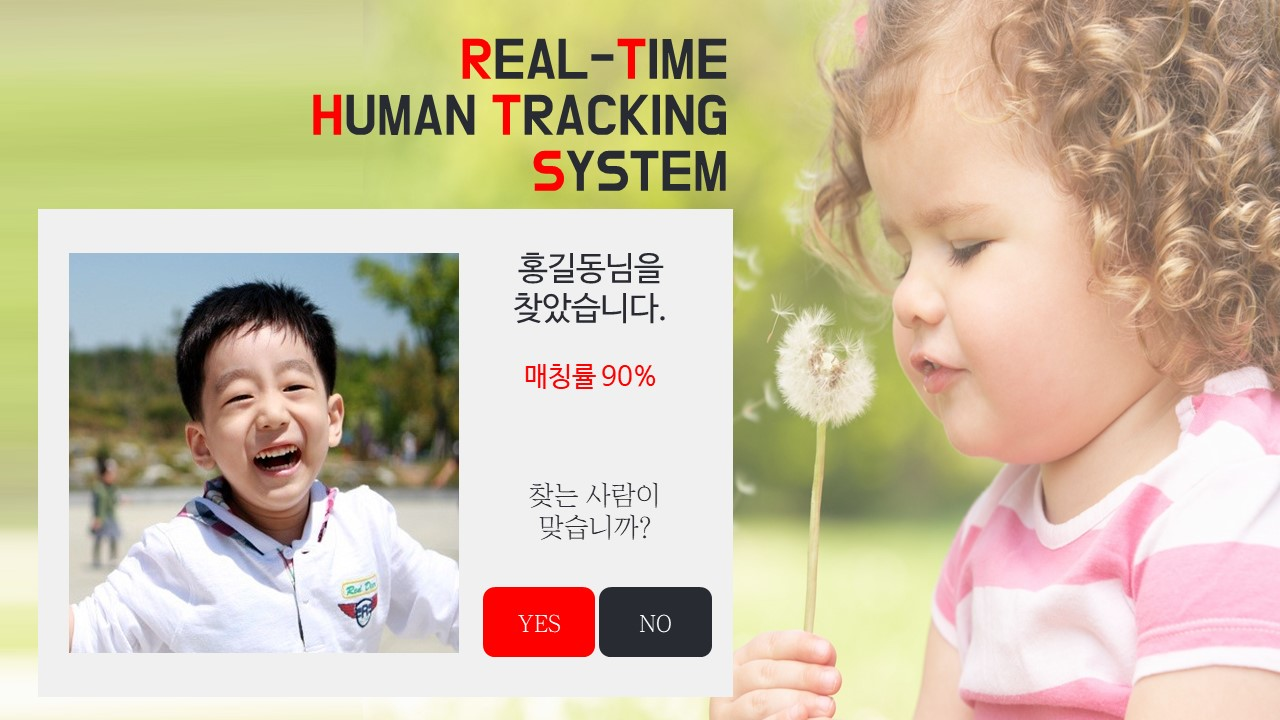 REAL-TIME
HUMAN TRACKING
SYSTEM
홍길동님을
찾았습니다.
매칭률 90%
찾는 사람이
맞습니까?
YES
NO